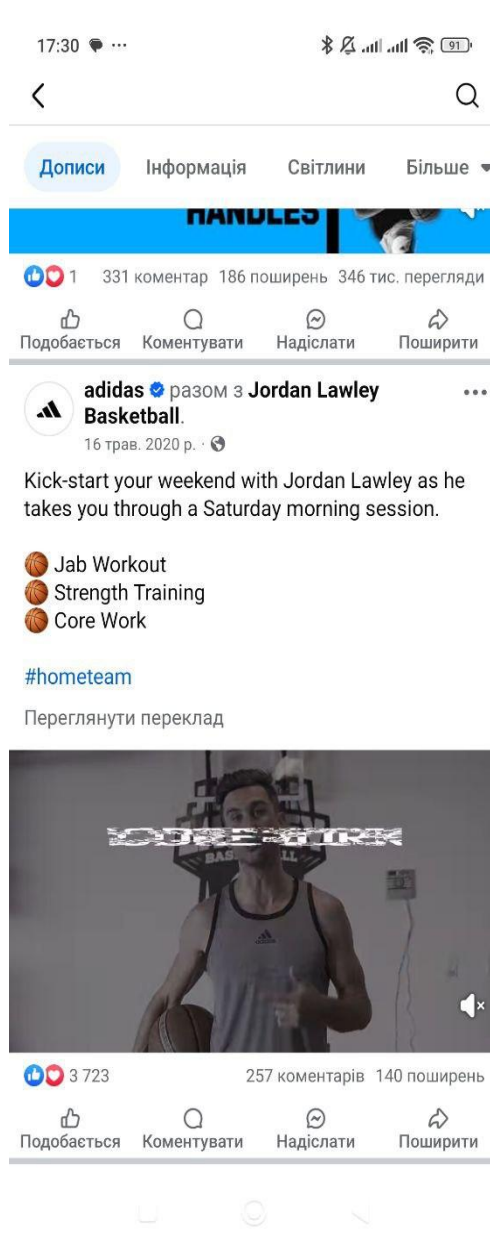 17:30
91
Дописи Інформація Світлини Більше
HANDLES
1 331 коментар 186 поширень 346 тис. перегляди
Подобається Коментувати Надіслати Поширити
adidas разом з Jordan Lawley
Basketball.
16 трав. 2020 р. ·
Kick-start your weekend with Jordan Lawley as he
takes you through a Saturday morning session.
Jab Workout
Strength Training
Core Work
#hometeam
Переглянути переклад
CORE WORK
3 723 257 коментарів 140 поширень
Подобається Коментувати Надіслати Поширити